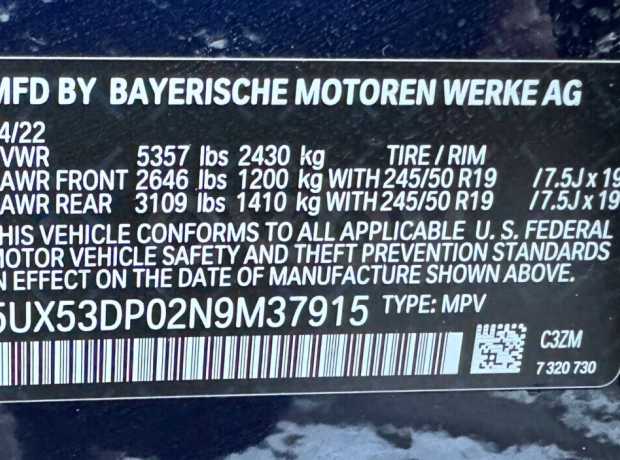 MFD BY BAYERISCHE MOTOREN WERKE AG
4/22
VWR 5357 lbs 2430 kg TIRE / RIM
AWR FRONT 2646 lbs 1200 kg WITH 245/50 R19 /7.5J x 19
AWR REAR 3109 lbs 1410 kg WITH 245/50 R19 /7.5J x 19
HIS VEHICLE CONFORMS TO ALL APPLICABLE U. S. FEDERAL
MOTOR VEHICLE SAFETY AND THEFT PREVENTION STANDARDS
N EFFECT ON THE DATE OF MANUFACTURE SHOWN ABOVE.
5UX53DP02N9M37915 TYPE: MPV
C3ZM
7 320 730